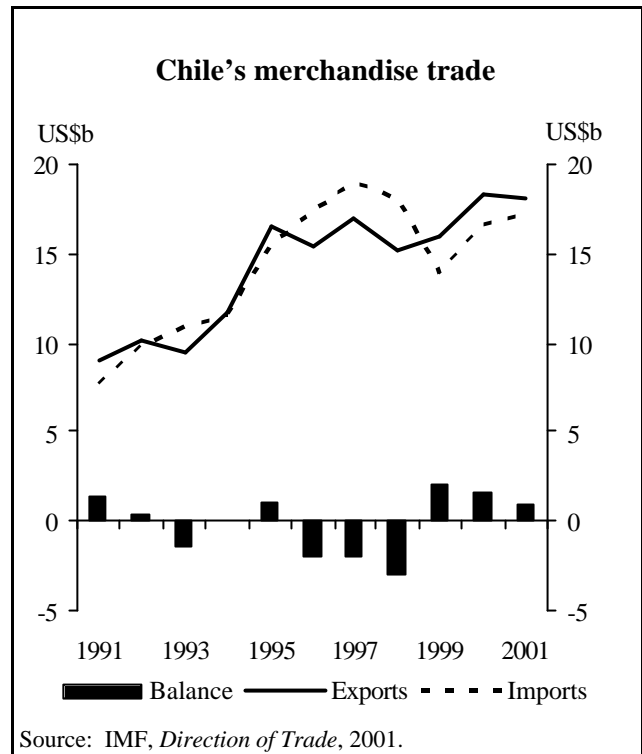 Chile's merchandise trade
US$b US$b
20 20
15 15
10 10
5 5
0 0
-5 -5
1991 1993 1995 1997 1999 2001
Balance Exports Imports
Source: IMF, Direction of Trade, 2001.